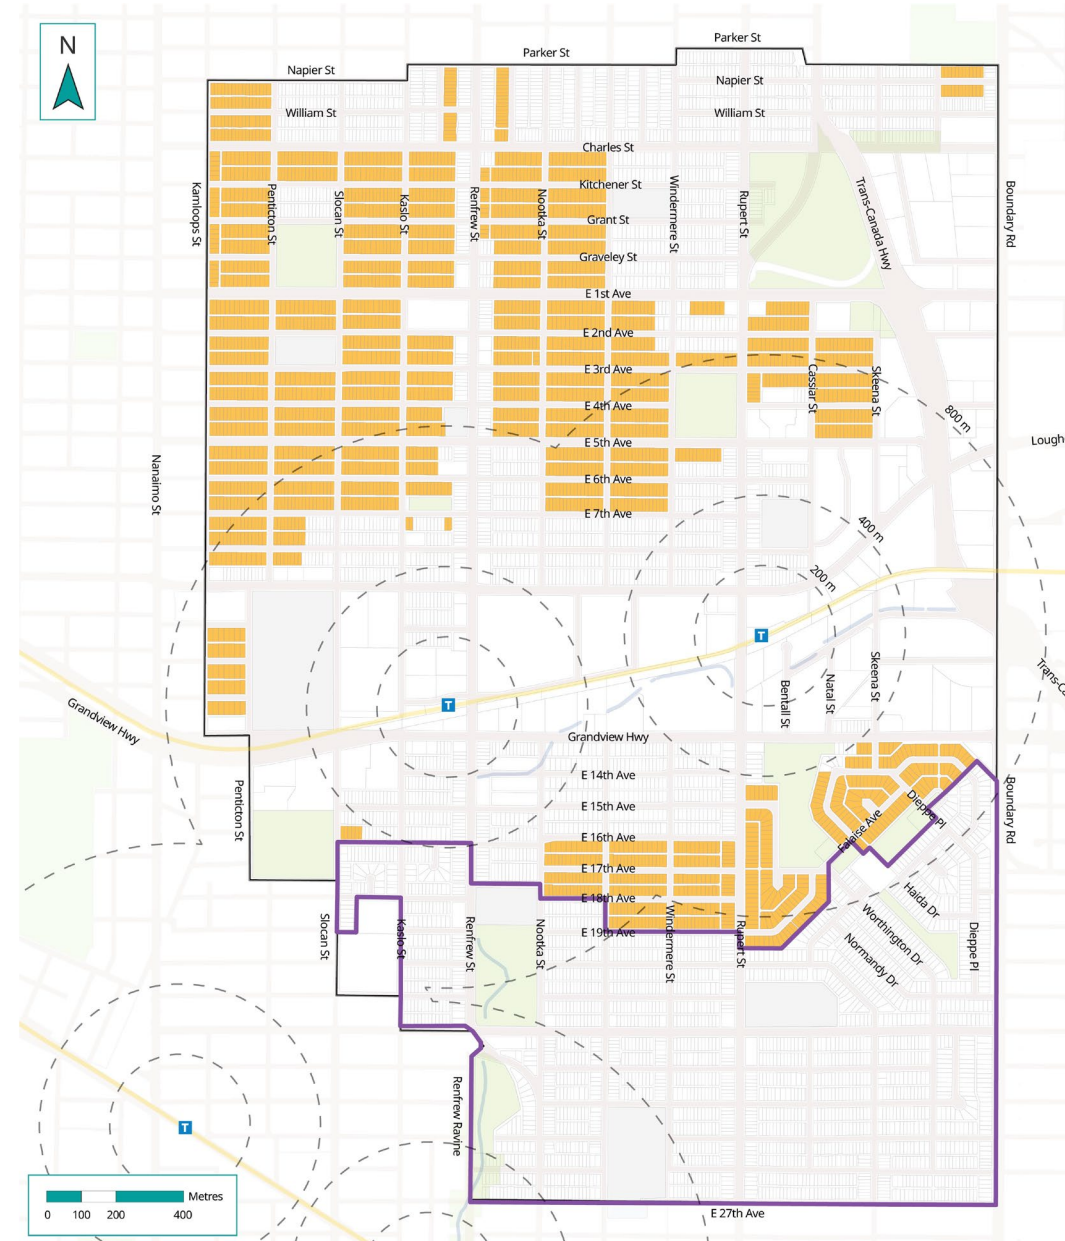 N
Parker St
Parker St
Napier St
Napier St
William St
William St
Charles St
Kitchener St
Grant St
Graveley St
E 1st Ave
E 2nd Ave
E 3rd Ave
E 4th Ave
E 5th Ave
E 6th Ave
E 7th Ave
Kamloops St
Penticton St
Slocan St
Kaslo St
Renfrew St
Nootka St
Windermere St
Rupert St
Trans-Canada Hwy
Boundary Rd
Cassiar St
Skeena St
800 m
Lough
Nanaimo St
400 m
200 m
T
T
Skeena St
Natal St
Bentall St
Trans-Ca
Grandview Hwy
Grandview Hwy
E 14th Ave
E 15th Ave
E 16th Ave
E 17th Ave
E 18th Ave
E 19th Ave
Penticton St
Dieppe Pl
Falaise Ave
Boundary Rd
Haida Dr
Worthington Dr
Normandy Dr
Dieppe Pl
Slocan St
Kaslo St
Renfrew St
Nootka St
Windermere St
Rupert St
Renfrew Ravine
T
E 27th Ave
Metres
0 100 200 400